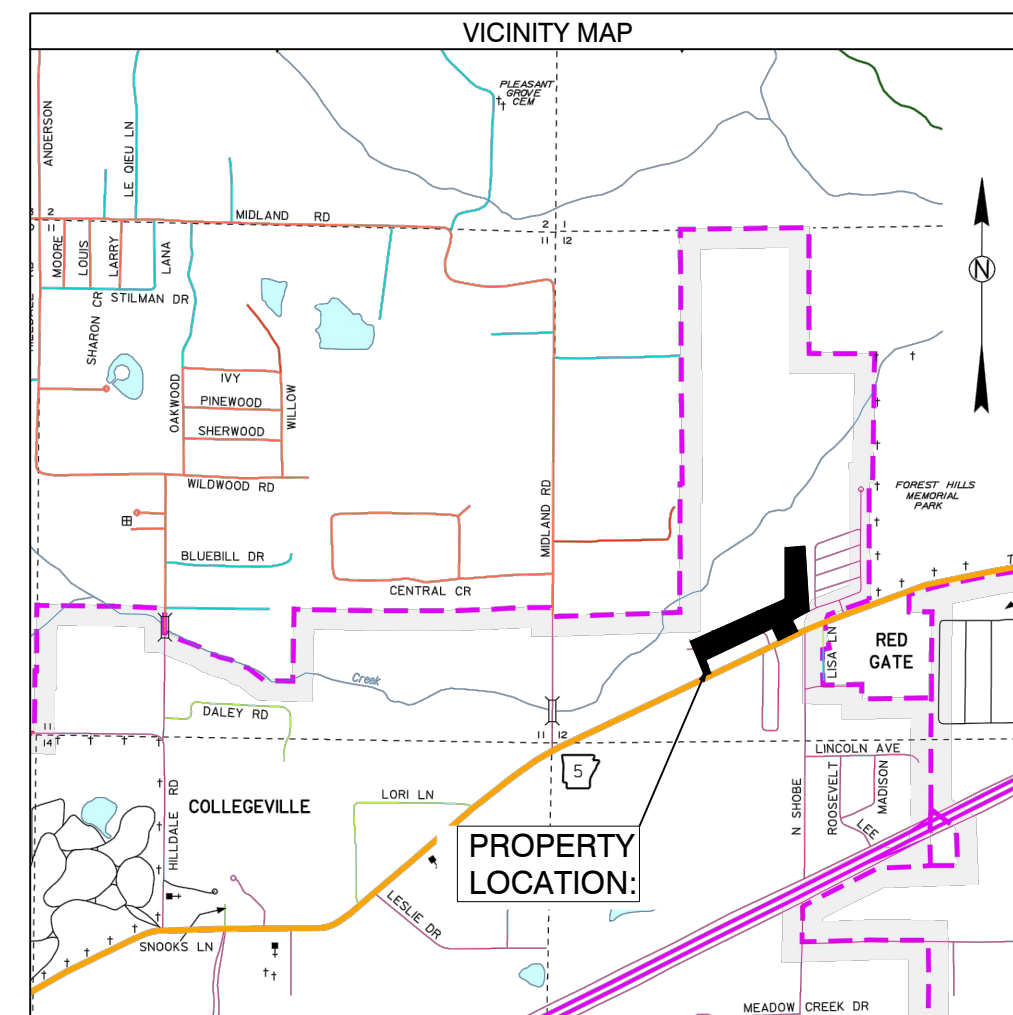 VICINITY MAP
PLEASANT
GROVE
CEM
ANDERSON
LE QIEU LN
MIDLAND RD
2
11
2 1
11 12
MOORE
LOUIS
LARRY
LANA
STILMAN DR
SHARON CR
N
IVY
PINEWOOD
SHERWOOD
OAKWOOD
WILLOW
WILDWOOD RD
MIDLAND RD
FOREST HILLS
MEMORIAL
PARK
BLUEBILL DR
CENTRAL CR
LISA LN
RED
GATE
Creek
DALEY RD
11
14
11 12
5
LINCOLN AVE
N SHOBE
ROOSEVELT
MADISON
LEE
HILLDALE RD
COLLEGEVILLE
LORI LN
PROPERTY
LOCATION:
LESLIE DR
SNOOKS LN
MEADOW CREEK DR